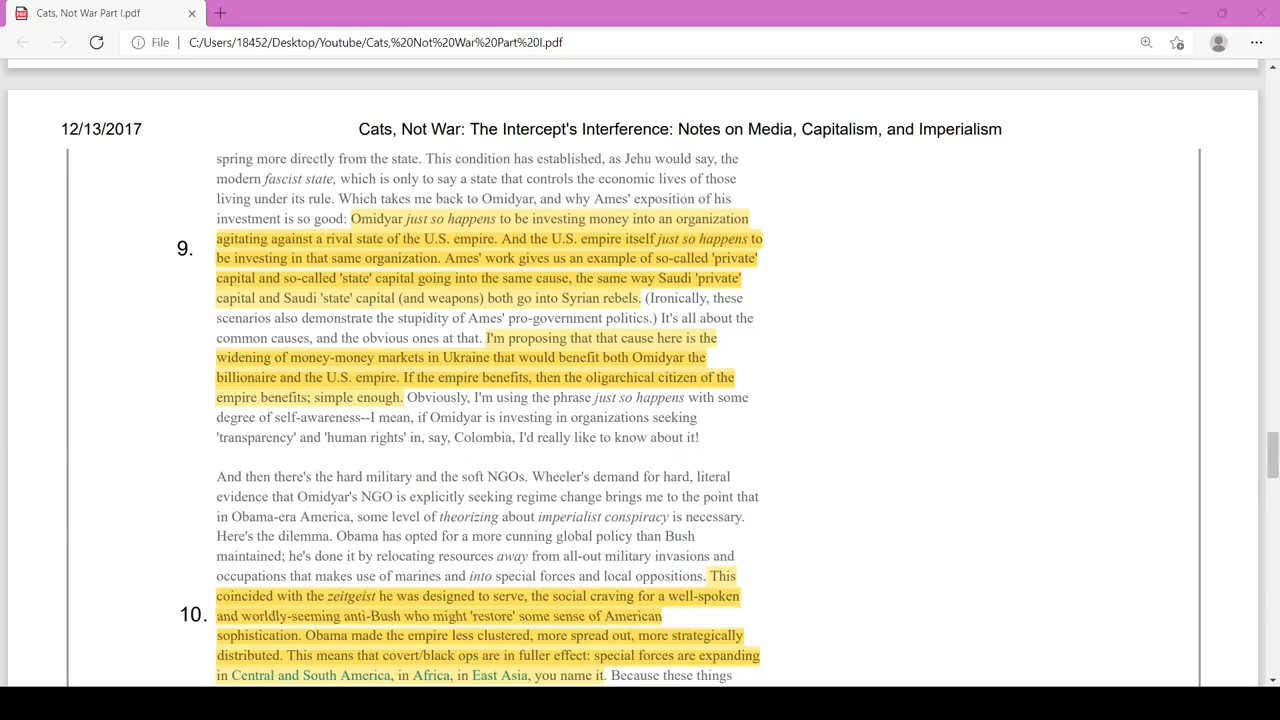 Cats, Not War Part I.pdf
File
C:/Users/18452/Desktop/Youtube/Cats,%20Not%20War%20Part%20I.pdf
12/13/2017
Cats, Not War: The Intercept's Interference: Notes on Media, Capitalism, and Imperialism
spring more directly from the state. This condition has established, as Jehu would say, the
modern fascist state, which is only to say a state that controls the economic lives of those
living under its rule. Which takes me back to Omidyar, and why Ames' exposition of his
investment is so good: Omidyar just so happens to be investing money into an organization
9. agitating against a rival state of the U.S. empire. And the U.S. empire itself just so happens to
be investing in that same organization. Ames' work gives us an example of so-called 'private'
capital and so-called 'state' capital going into the same cause, the same way Saudi 'private'
capital and Saudi 'state' capital (and weapons) both go into Syrian rebels. (Ironically, these
scenarios also demonstrate the stupidity of Ames' pro-government politics.) It's all about the
common causes, and the obvious ones at that. I'm proposing that that cause here is the
widening of money-money markets in Ukraine that would benefit both Omidyar the
billionaire and the U.S. empire. If the empire benefits, then the oligarchical citizen of the
empire benefits; simple enough. Obviously, I'm using the phrase just so happens with some
degree of self-awareness--I mean, if Omidyar is investing in organizations seeking
'transparency' and 'human rights' in, say, Colombia, I'd really like to know about it!
And then there's the hard military and the soft NGOs. Wheeler's demand for hard, literal
evidence that Omidyar's NGO is explicitly seeking regime change brings me to the point that
in Obama-era America, some level of theorizing about imperialist conspiracy is necessary.
Here's the dilemma. Obama has opted for a more cunning global policy than Bush
maintained; he's done it by relocating resources away from all-out military invasions and
occupations that makes use of marines and into special forces and local oppositions. This
coincided with the zeitgeist he was designed to serve, the social craving for a well-spoken
10. and worldly-seeming anti-Bush who might 'restore' some sense of American
sophistication. Obama made the empire less clustered, more spread out, more strategically
distributed. This means that covert/black ops are in fuller effect: special forces are expanding
in Central and South America, in Africa, in East Asia, you name it. Because these things